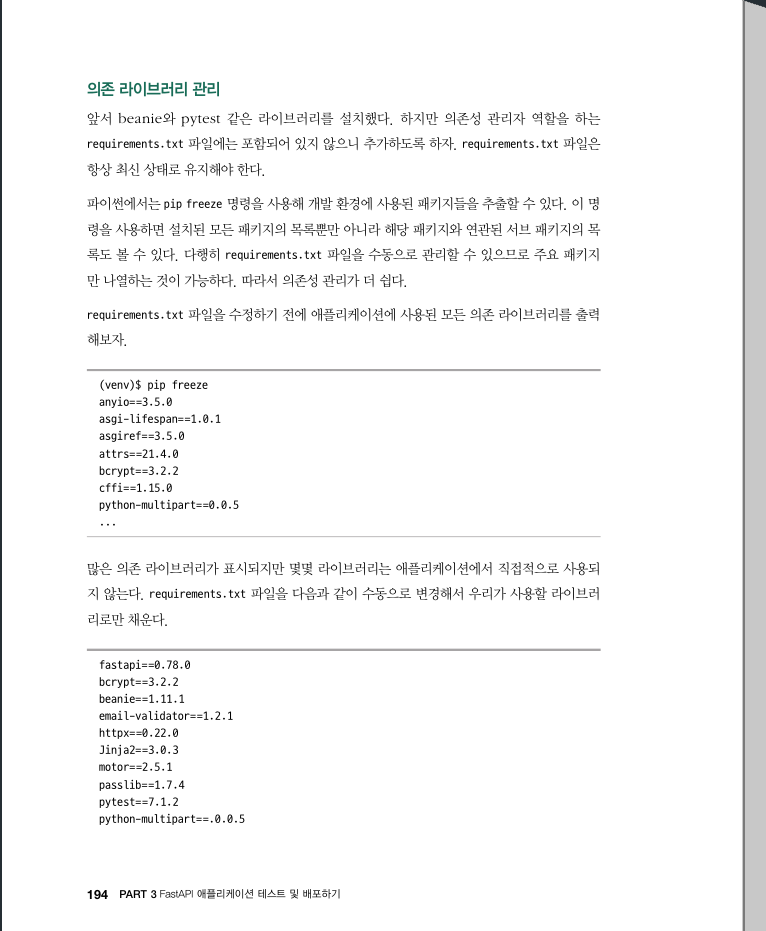 의존 라이브러리 관리
앞서 beanie와 pytest 같은 라이브러리를 설치했다. 하지만 의존성 관리자 역할을 하는
requirements.txt 파일에는 포함되어 있지 않으니 추가하도록 하자. requirements.txt 파일은
항상 최신 상태로 유지해야 한다.
파이썬에서는 pip freeze 명령을 사용해 개발 환경에 사용된 패키지들을 추출할 수 있다. 이 명
령을 사용하면 설치된 모든 패키지의 목록뿐만 아니라 해당 패키지와 연관된 서브 패키지의 목
록도 볼 수 있다. 다행히 requirements.txt 파일을 수동으로 관리할 수 있으므로 주요 패키지
만 나열하는 것이 가능하다. 따라서 의존성 관리가 더 쉽다.
requirements.txt 파일을 수정하기 전에 애플리케이션에 사용된 모든 의존 라이브러리를 출력
해보자.
(venv)$ pip freeze
anyio==3.5.0
asgi-lifespan==1.0.1
asgiref==3.5.0
attrs==21.4.0
bcrypt==3.2.2
cffi==1.15.0
python-multipart==0.0.5
...
많은 의존 라이브러리가 표시되지만 몇몇 라이브러리는 애플리케이션에서 직접적으로 사용되
지 않는다. requirements.txt 파일을 다음과 같이 수동으로 변경해서 우리가 사용할 라이브러
리로만 채운다.
fastapi==0.78.0
bcrypt==3.2.2
beanie==1.11.1
email-validator==1.2.1
httpx==0.22.0
Jinja2==3.0.3
motor==2.5.1
passlib==1.7.4
pytest==7.1.2
python-multipart==.0.0.5
194 PART 3 FastAPI 애플리케이션 테스트 및 배포하기